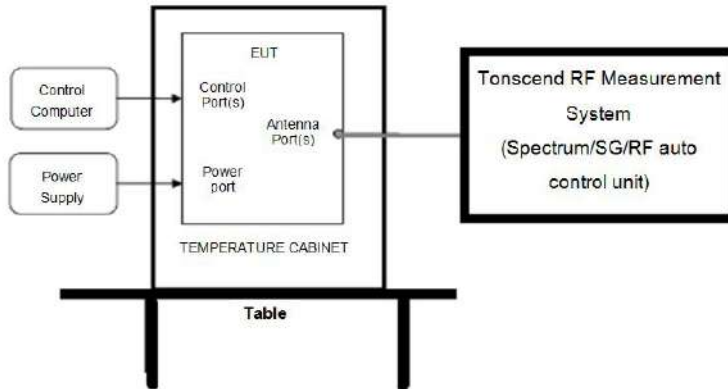 EUT
Control
Computer
Control
Port(s)
Antenna
Port(s)
Power
Supply
Power
port
TEMPERATURE CABINET
Table
Tonscend RF Measurement
System
(Spectrum/SG/RF auto
control unit)